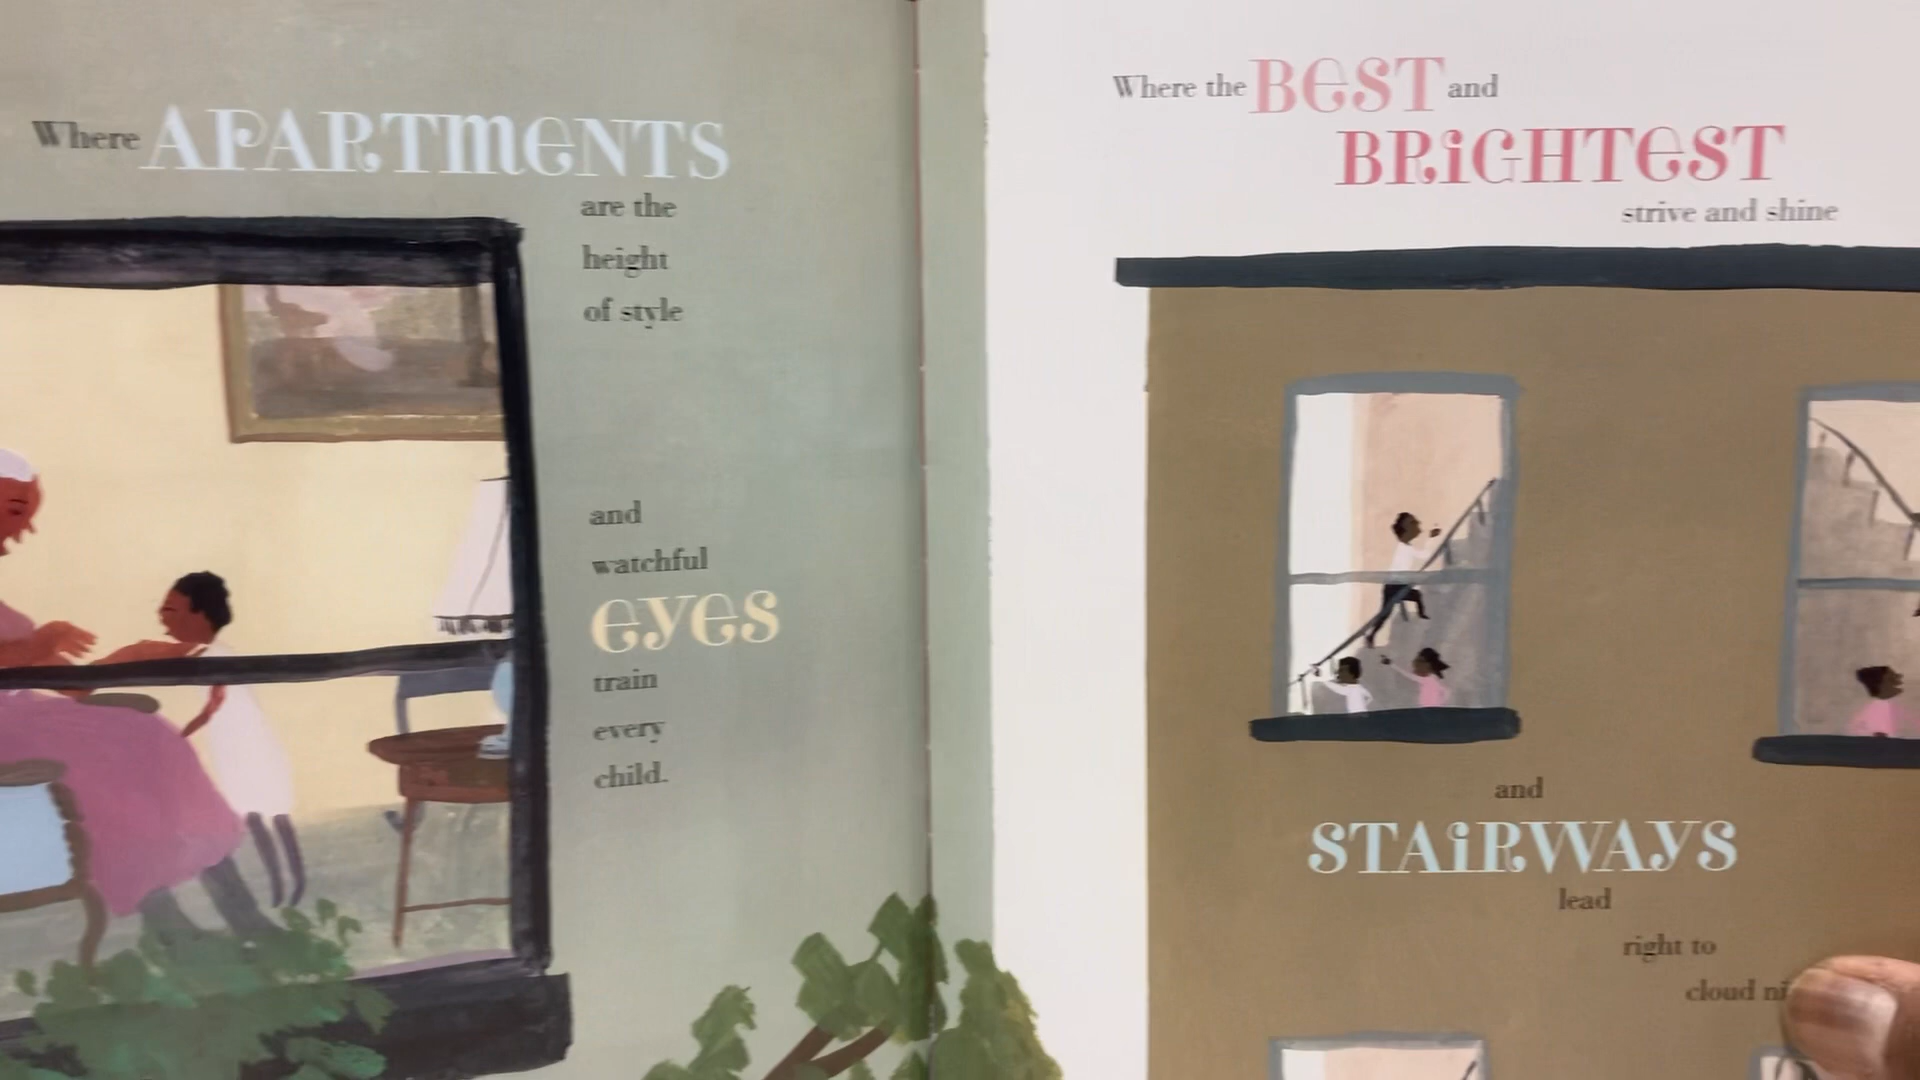 Where APARTMENTS
are the
height
of style
and
watchful
eyes
train
every
child.
Where the BEST and
BRiGHTEST
strive and shine
and
STAiRWAYS
lead
right to
cloud